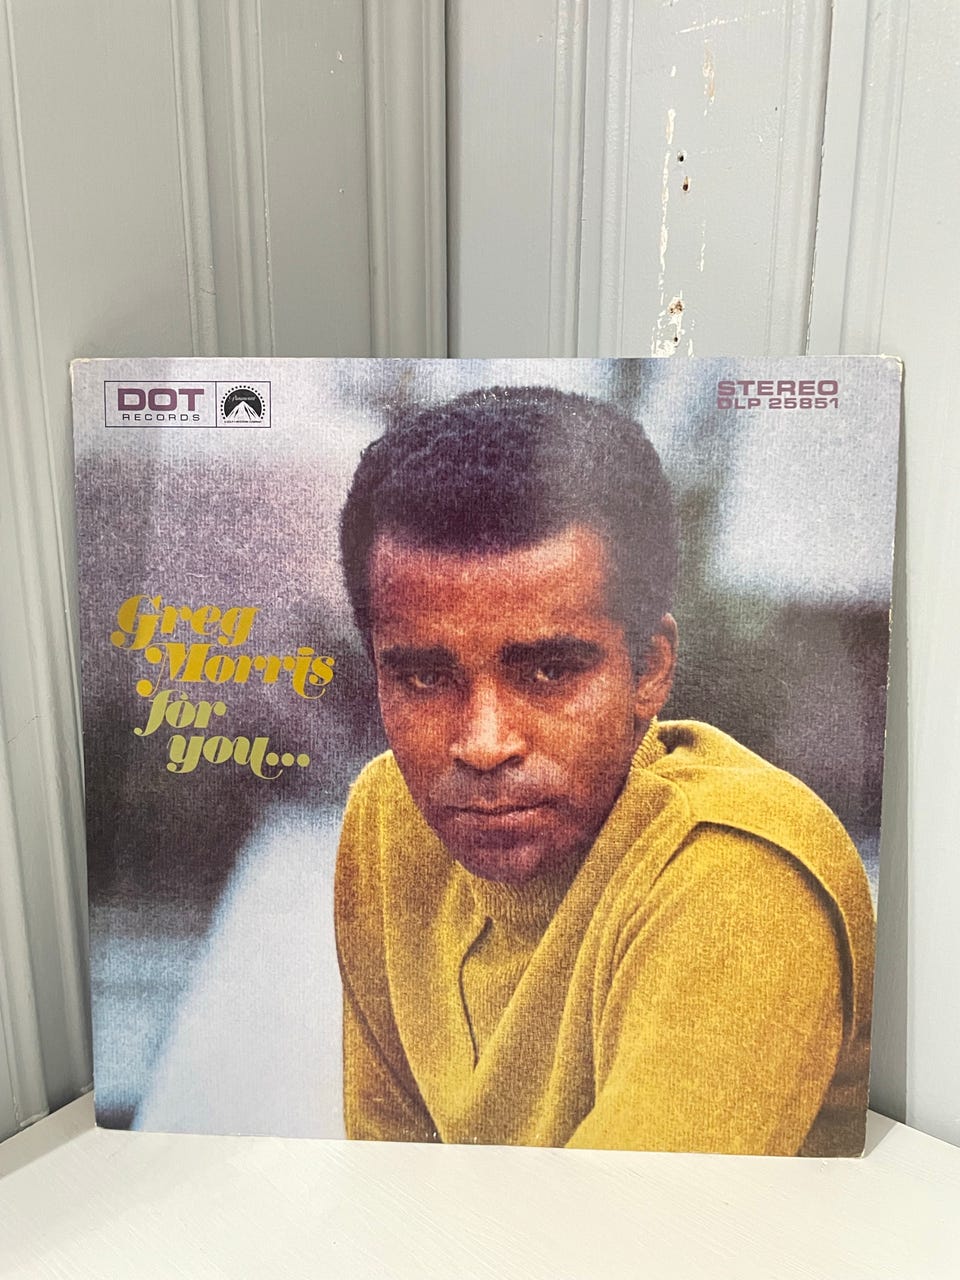 DOT
RECORDS
Paramount
STEREO
DLP 25851
Greg
Morris
for
you...